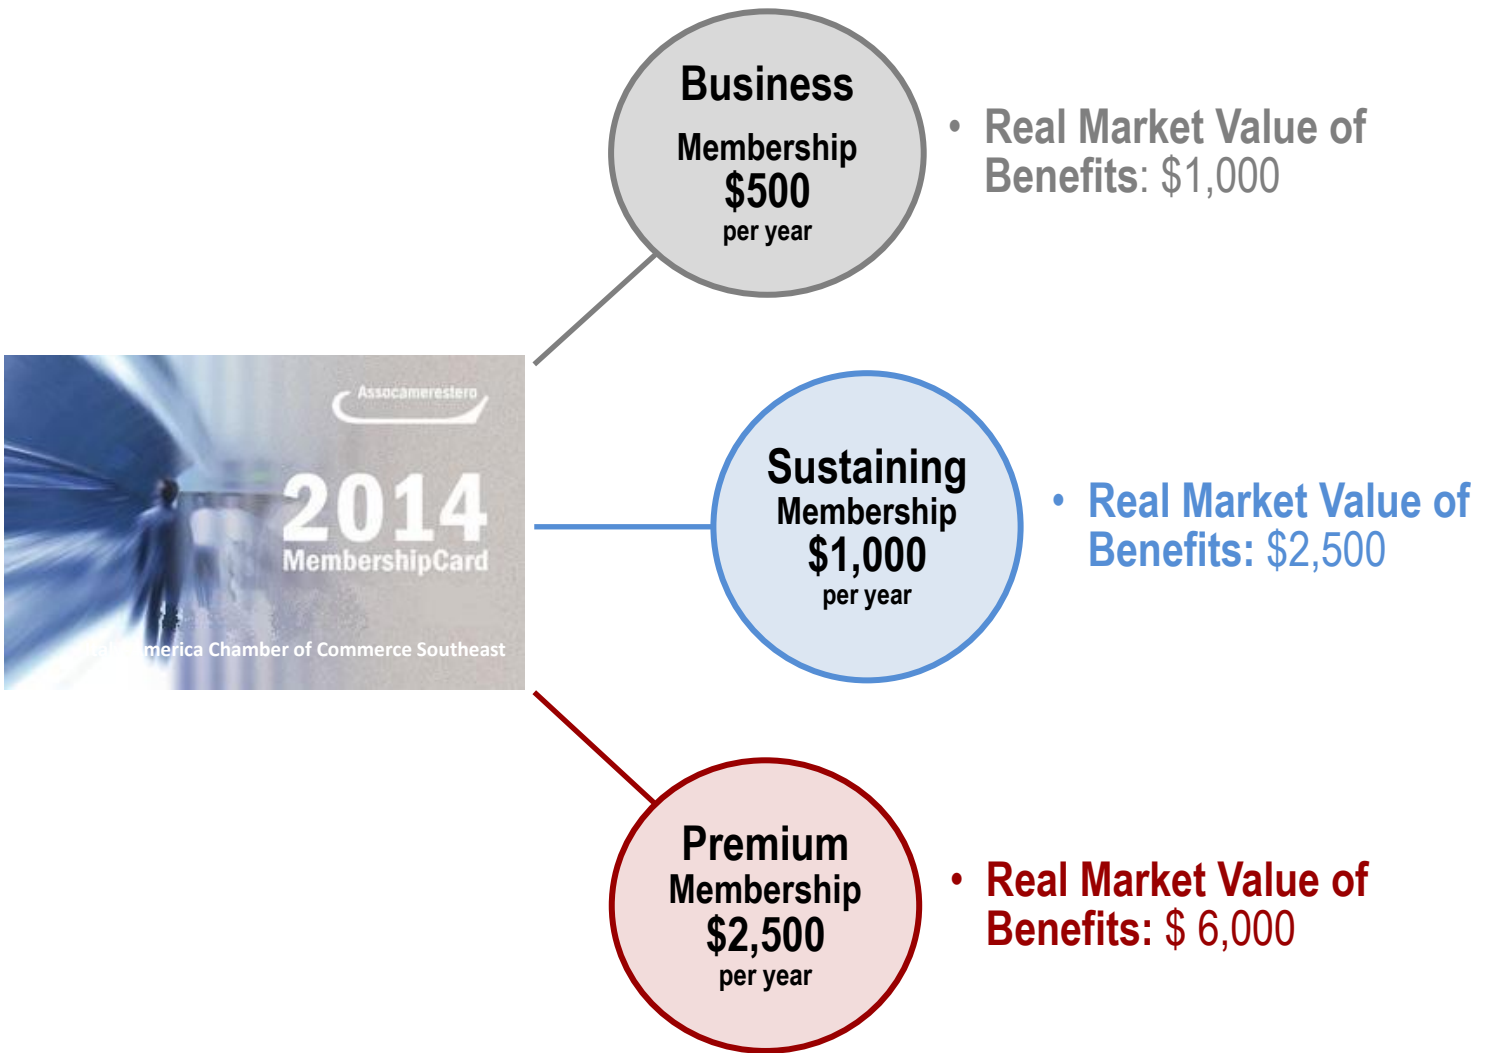 Business
Membership
$500
per year
• Real Market Value of
Benefits: $1,000
Assocamerestero
2014
MembershipCard
America Chamber of Commerce Southeast
Sustaining
Membership
$1,000
per year
• Real Market Value of
Benefits: $2,500
Premium
Membership
$2,500
per year
• Real Market Value of
Benefits: $ 6,000